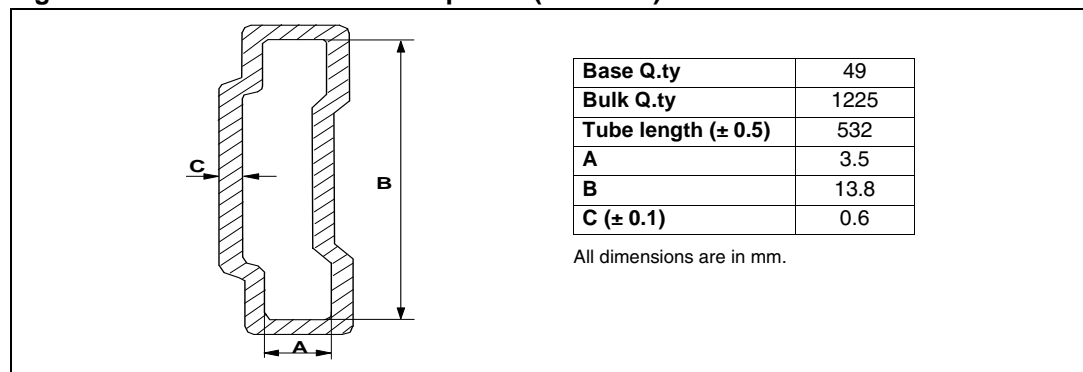 C
B
A
Base Q.ty 49
Bulk Q.ty 1225
Tube length (± 0.5) 532
A 3.5
B 13.8
C (± 0.1) 0.6
All dimensions are in mm.